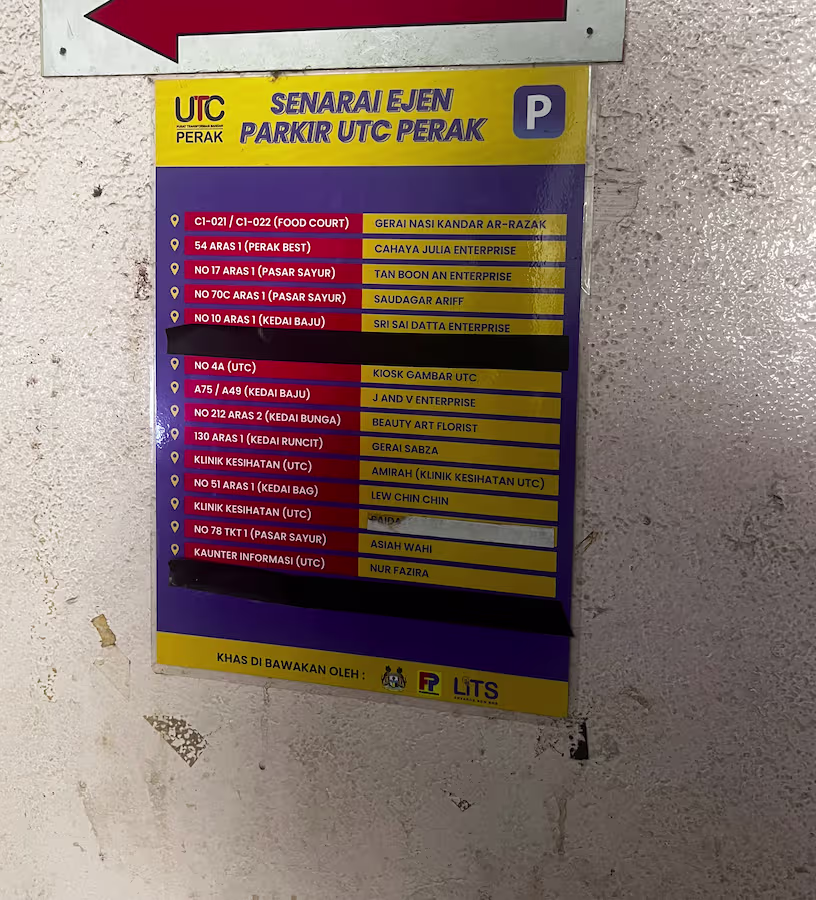 UTC
PERAK
SENARAI EJEN
PARKIR UTC PERAK
P
C1-021 / C1-022 (FOOD COURT) GERAI NASI KANDAR AR-RAZAK
54 ARAS 1 (PERAK BEST) CAHAYA JULIA ENTERPRISE
NO 17 ARAS 1 (PASAR SAYUR) TAN BOON AN ENTERPRISE
NO 70C ARAS 1 (PASAR SAYUR) SAUDAGAR ARIFF
NO 10 ARAS 1 (KEDAI BAJU) SRI SAI DATTA ENTERPRISE
NO 4A (UTC) KIOSK GAMBAR UTC
A75 / A49 (KEDAI BAJU) J AND V ENTERPRISE
NO 212 ARAS 2 (KEDAI BUNGA) BEAUTY ART FLORIST
130 ARAS 1 (KEDAI RUNCIT) GERAI SABZA
KLINIK KESIHATAN (UTC) AMIRAH (KLINIK KESIHATAN UTC)
NO 51 ARAS 1 (KEDAI BAG) LEW CHIN CHIN
KLINIK KESIHATAN (UTC)
NO 78 TKT 1 (PASAR SAYUR) ASIAH WAHI
KAUNTER INFORMASI (UTC) NUR FAZIRA
KHAS DI BAWAKAN OLEH : FP LiTS